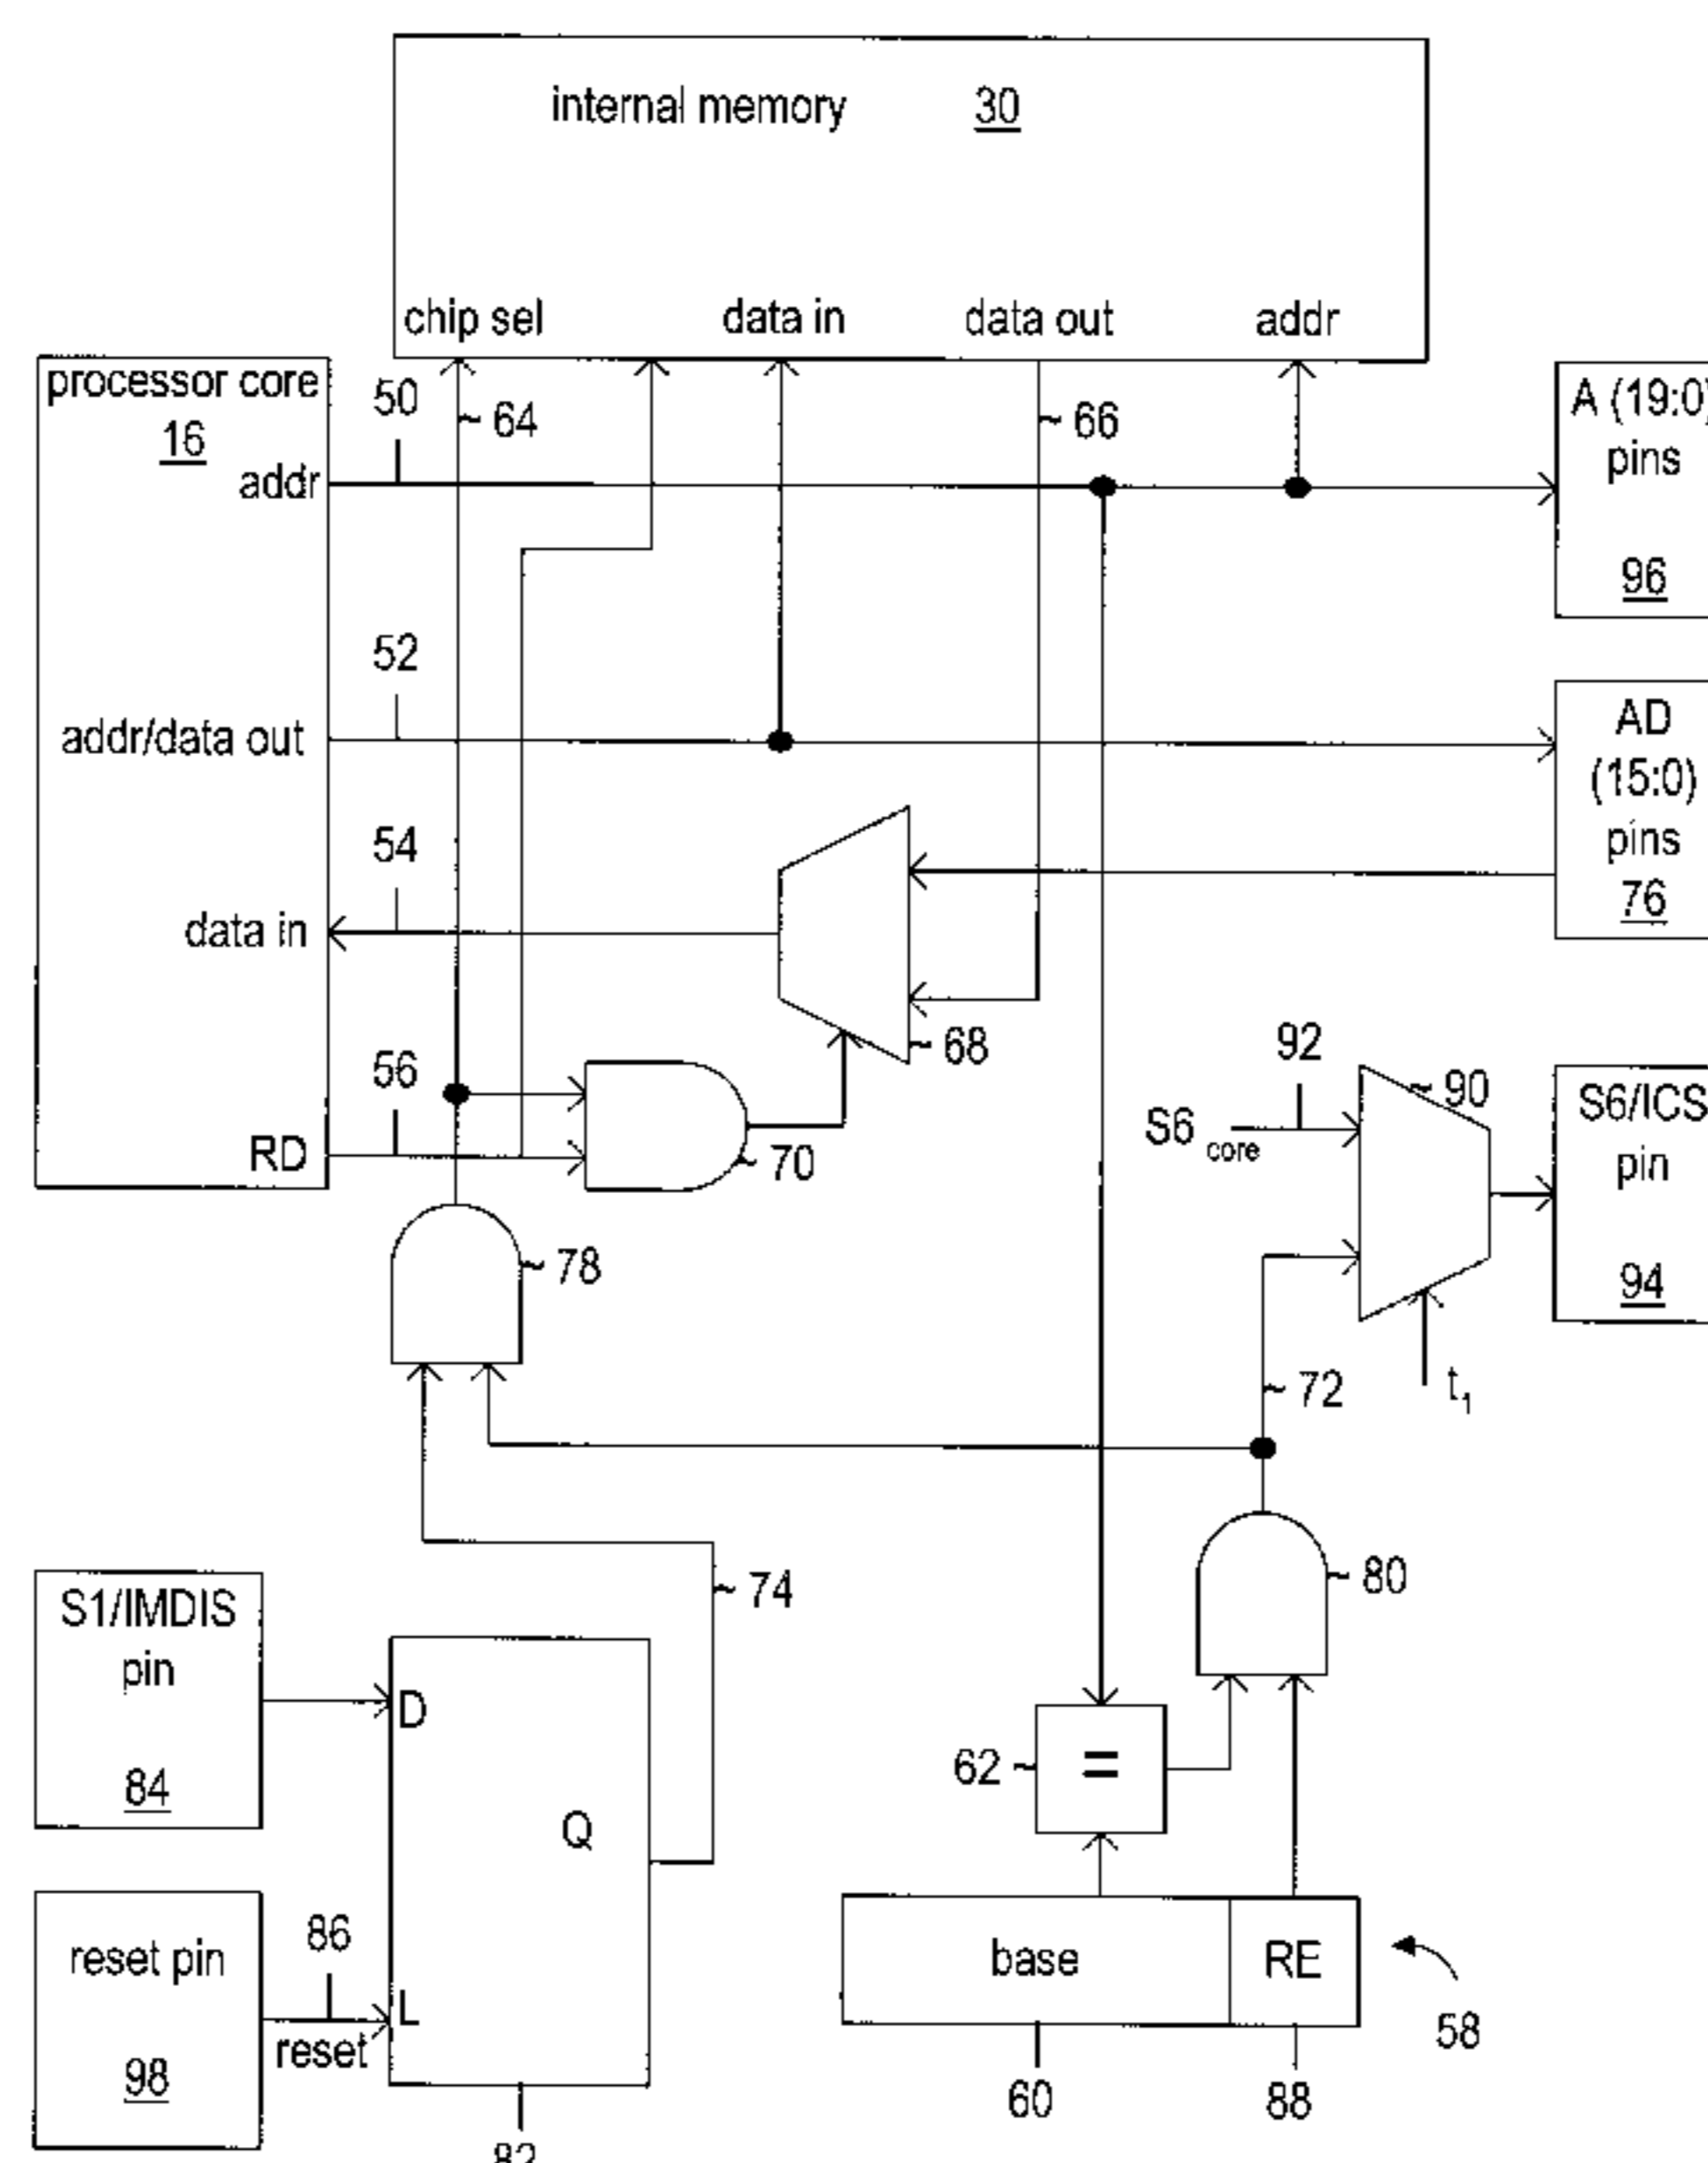 internal memory 30
chip sel
data in
data out
addr
processor core
16
addr
addr/data out
data in
RD
50
64
66
A (19:0)
pins
96
52
AD
(15:0)
pins
76
54
68
56
70
92
90
S6 core
S6/ICS
pin
94
78
72
t1
74
80
S1/IMDIS
pin
84
D
Q
L
62
=
reset pin
98
86
reset
base
RE
58
60
88
82